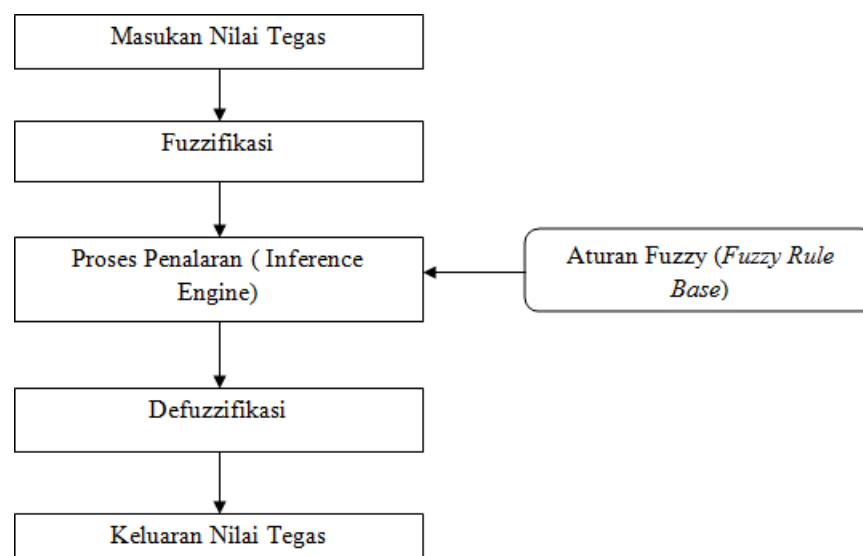 Masukan Nilai Tegas
Fuzzifikasi
Proses Penalaran ( Inference
Engine)
Aturan Fuzzy (Fuzzy Rule
Base)
Defuzzifikasi
Keluaran Nilai Tegas